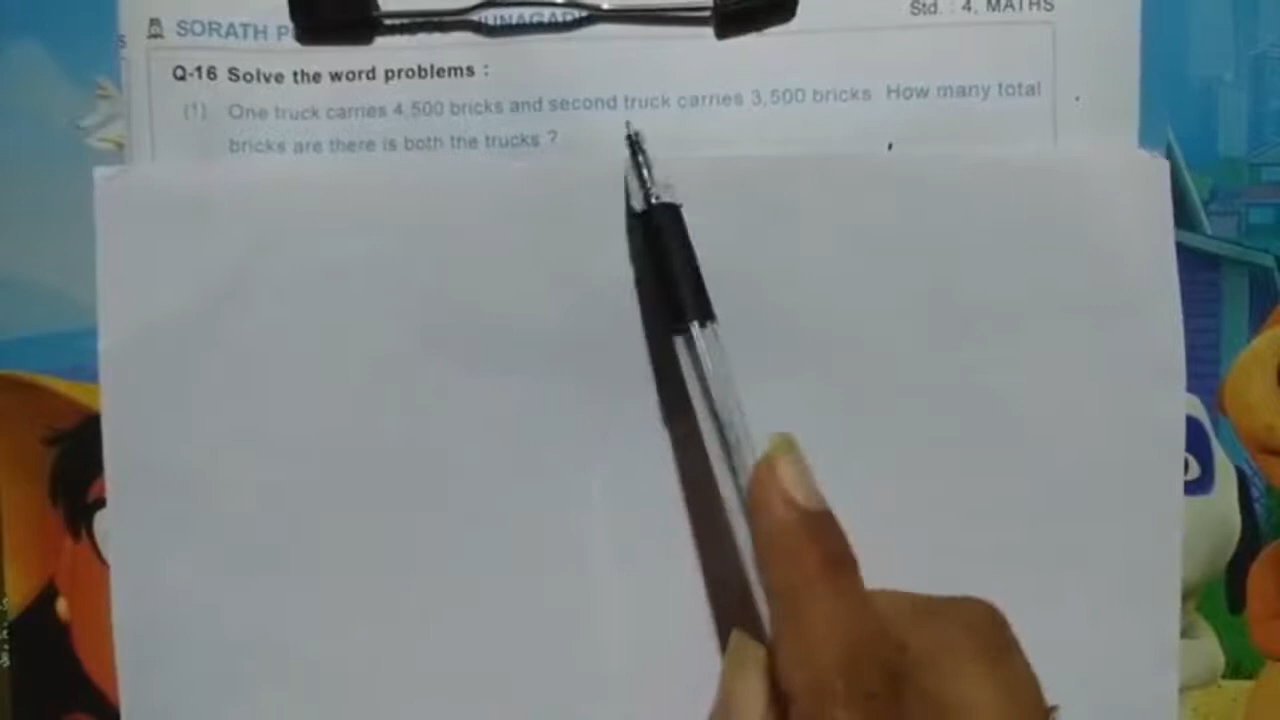 SORATH P
Std. : 4, MATHS
Q-16 Solve the word problems :
(1) One truck carries 4,500 bricks and second truck carries 3,500 bricks How many total
bricks are there is both the trucks ?